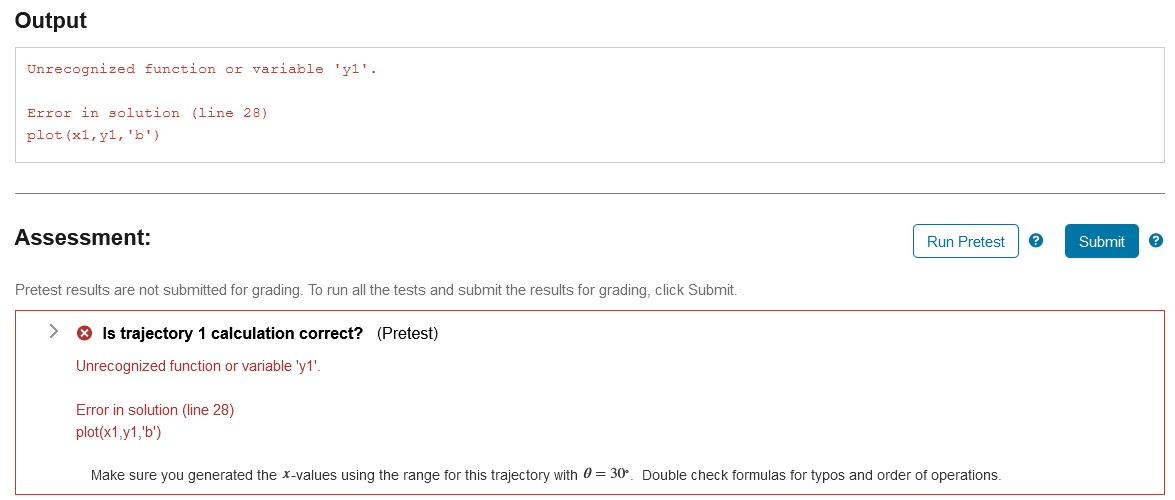 Output
Unrecognized function or variable 'y1'.
Error in solution (line 28)
plot(x1,y1,'b')
Assessment:
Run Pretest ?
Submit ?
Pretest results are not submitted for grading. To run all the tests and submit the results for grading, click Submit.
Is trajectory 1 calculation correct? (Pretest)
Unrecognized function or variable 'y1'.
Error in solution (line 28)
plot(x1,y1,'b')
Make sure you generated the x-values using the range for this trajectory with θ = 30°. Double check formulas for typos and order of operations.